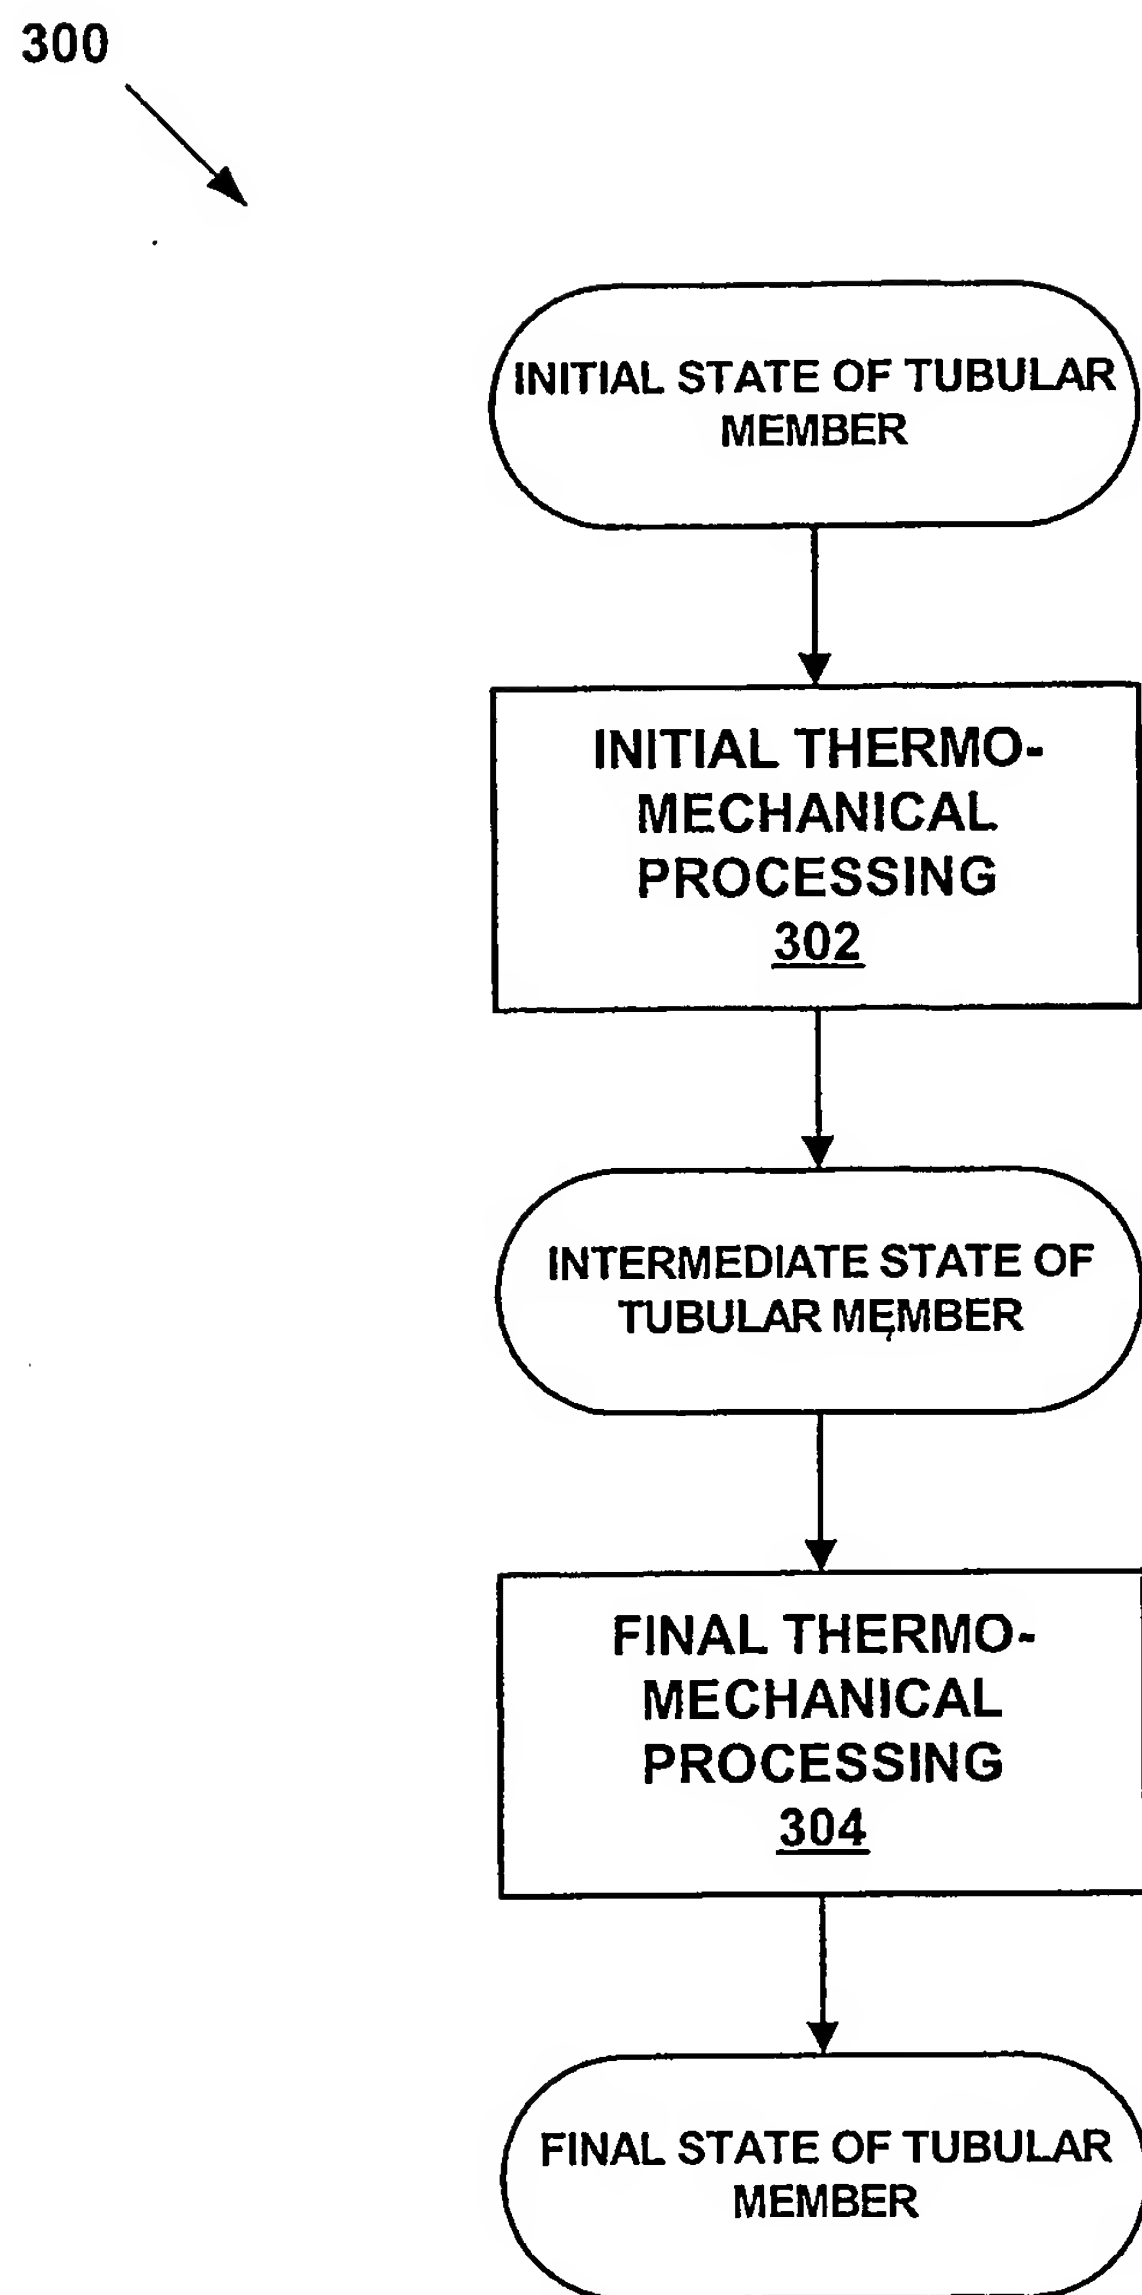 300
INITIAL STATE OF TUBULAR
MEMBER
INITIAL THERMO-
MECHANICAL
PROCESSING
302
INTERMEDIATE STATE OF
TUBULAR MEMBER
FINAL THERMO-
MECHANICAL
PROCESSING
304
FINAL STATE OF TUBULAR
MEMBER